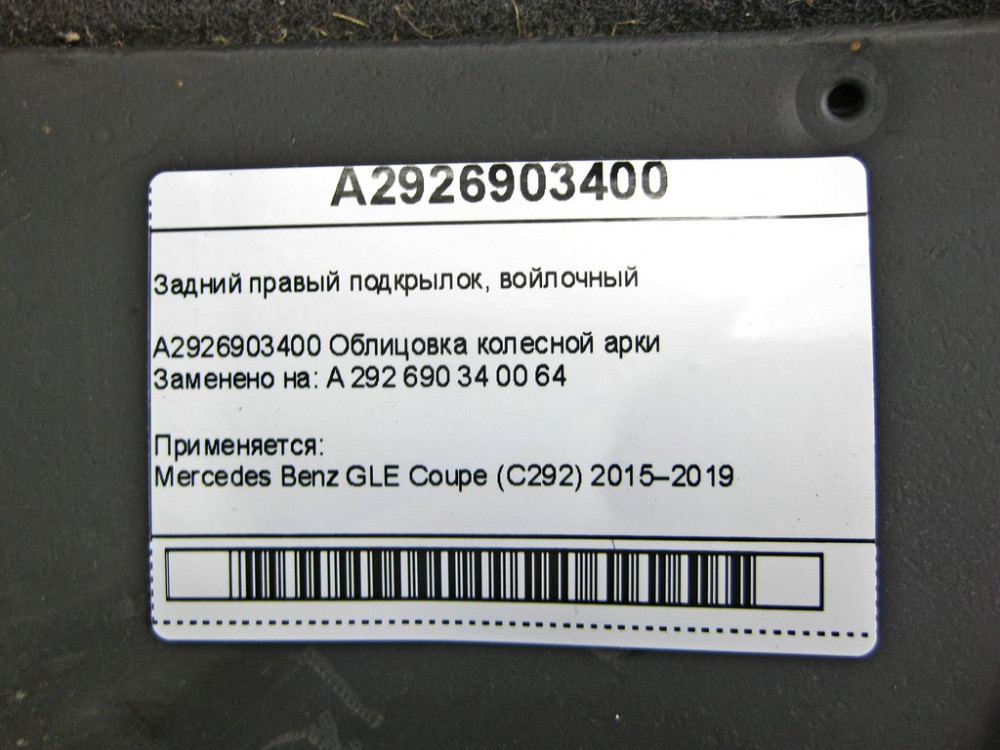 A2926903400
Задний правый подкрылок, войлочный
A2926903400 Облицовка колесной арки
Заменено на: A 292 690 34 00 64
Применяется:
Mercedes Benz GLE Coupe (C292) 2015–2019